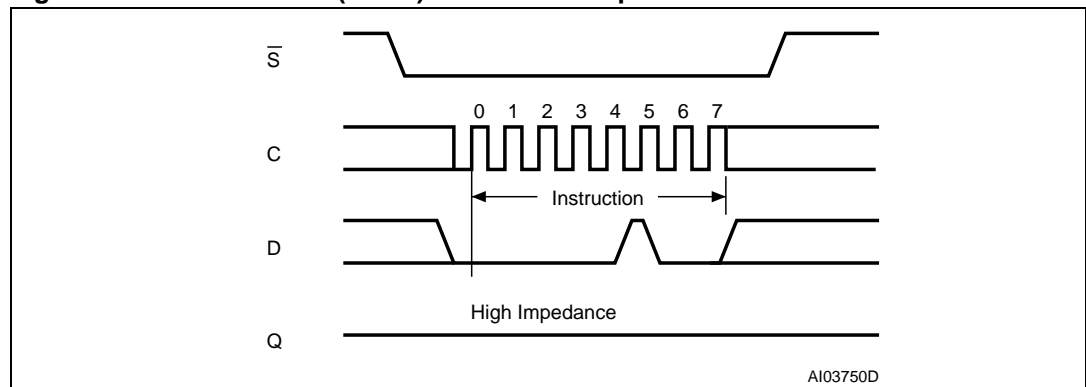 S̅
0 1 2 3 4 5 6 7
C
Instruction
D
High Impedance
Q
AI03750D